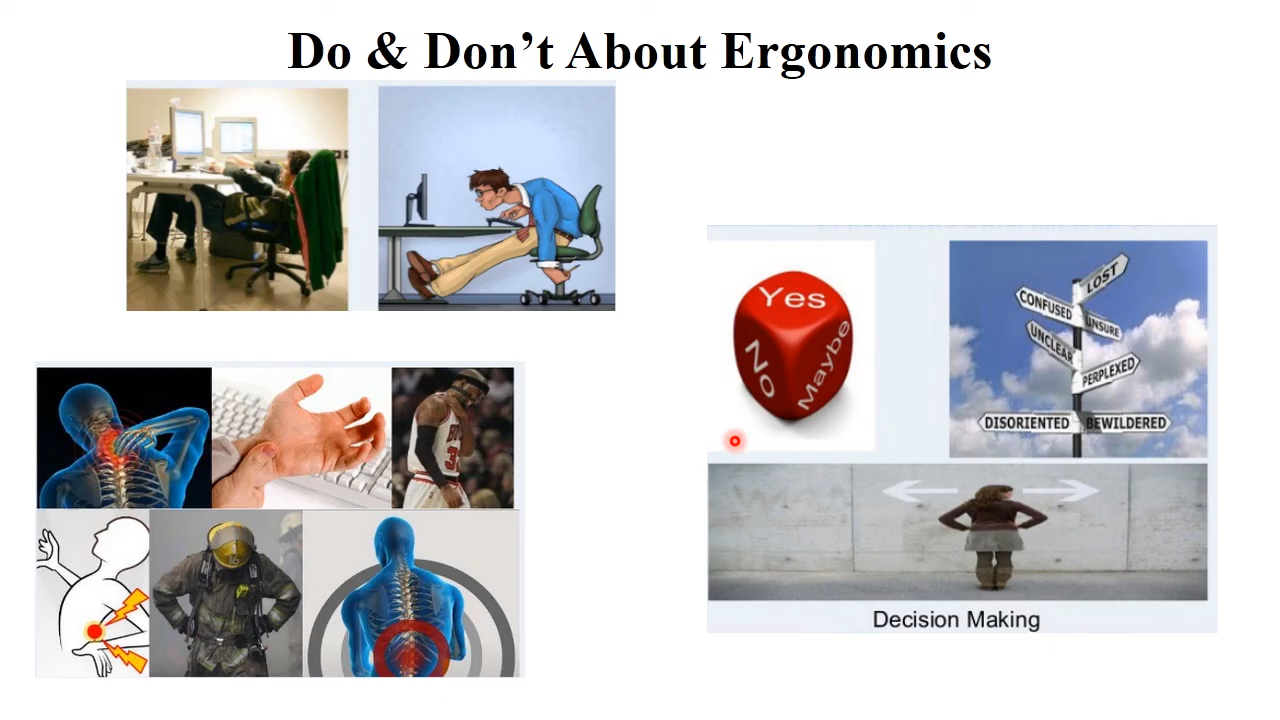 Do & Don’t About Ergonomics
Yes
No
Maybe
LOST
CONFUSED
UNSURE
UNCLEAR
PERPLEXED
DISORIENTED
BEWILDERED
Decision Making